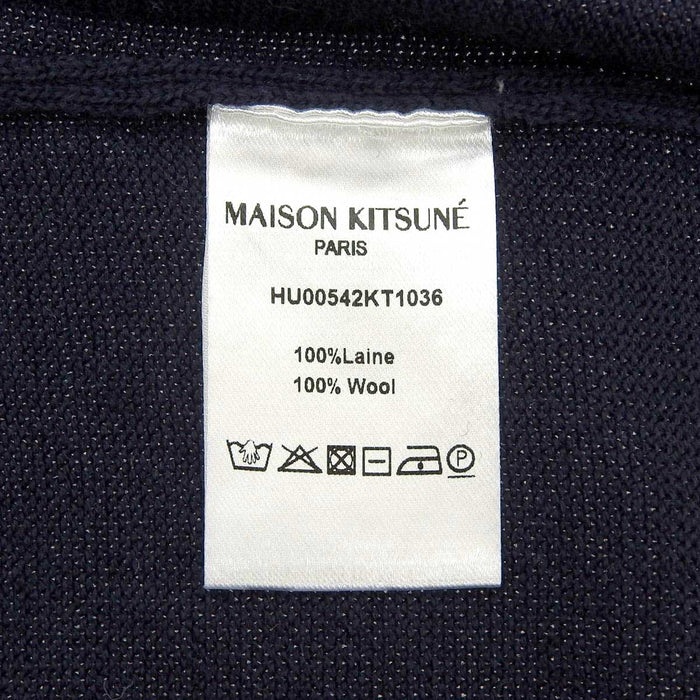 MAISON KITSUNÉ
PARIS
HU00542KT1036
100%Laine
100% Wool
P